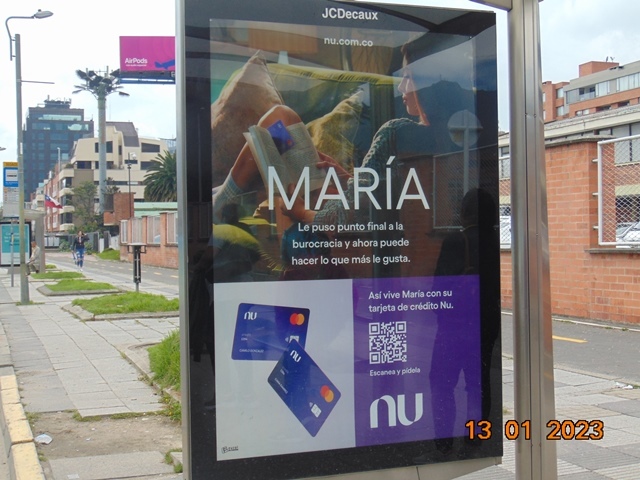 JCDecaux
nu.com.co
AirPods
MARÍA
Le puso punto final a la
burocracia y ahora puede
hacer lo que más le gusta.
Así vive María con su
tarjeta de crédito Nu.
nu
nu
Escanea y pídela
nu
13 01 2023